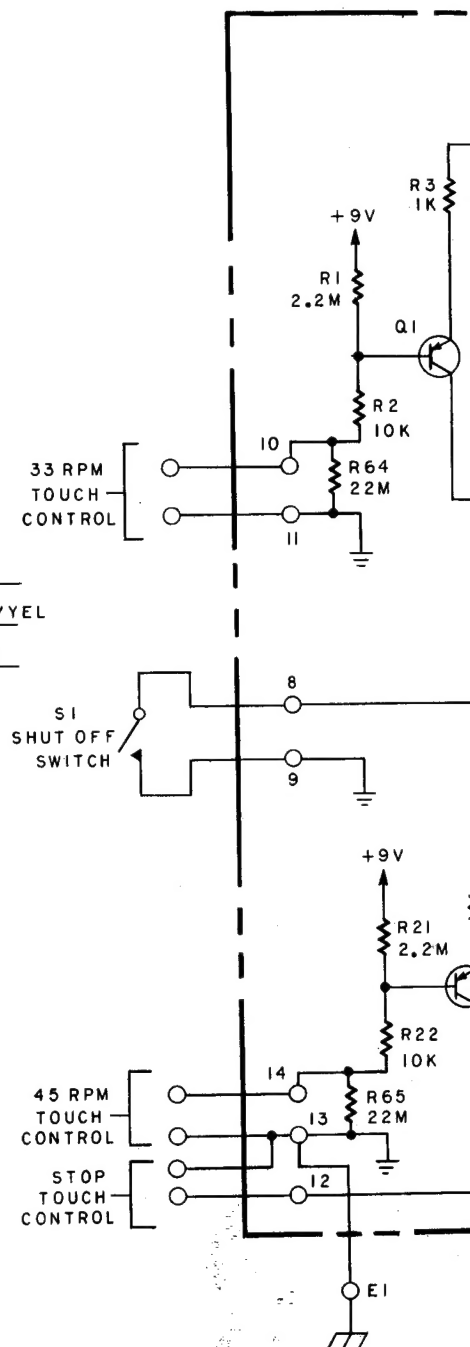 R3
1K
+9V
R1
2.2M
Q1
R2
10K
10
33 RPM
TOUCH
CONTROL
R64
22M
11
/YEL
8
S1
SHUT OFF
SWITCH
9
+9V
R21
2.2M
R22
10K
14
45 RPM
TOUCH
CONTROL
R65
22M
13
STOP
TOUCH
CONTROL
12
E1